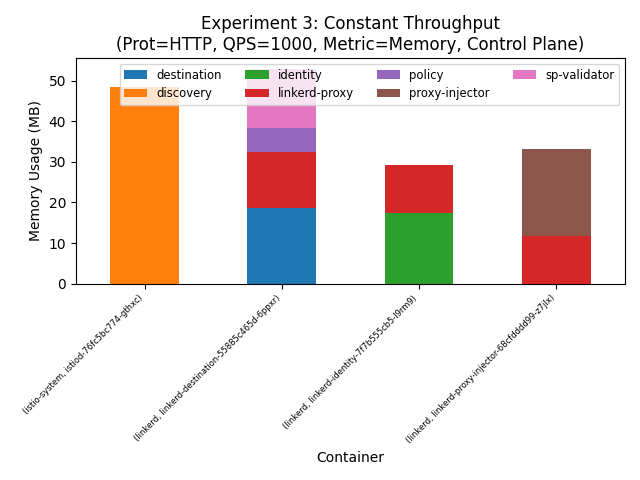 Experiment 3: Constant Throughput
(Prot=HTTP, QPS=1000, Metric=Memory, Control Plane)
destination
identity
policy
sp-validator
discovery
linkerd-proxy
proxy-injector
Memory Usage (MB)
50
40
30
20
10
0
(istio-system, istiod-76fc5bc774-gthxc)
(linkerd, linkerd-destination-55885c465d-6ppxr)
(linkerd, linkerd-identity-7f7b555cb5-l9rm9)
(linkerd, linkerd-proxy-injector-68cfdddd99-z7jlx)
Container